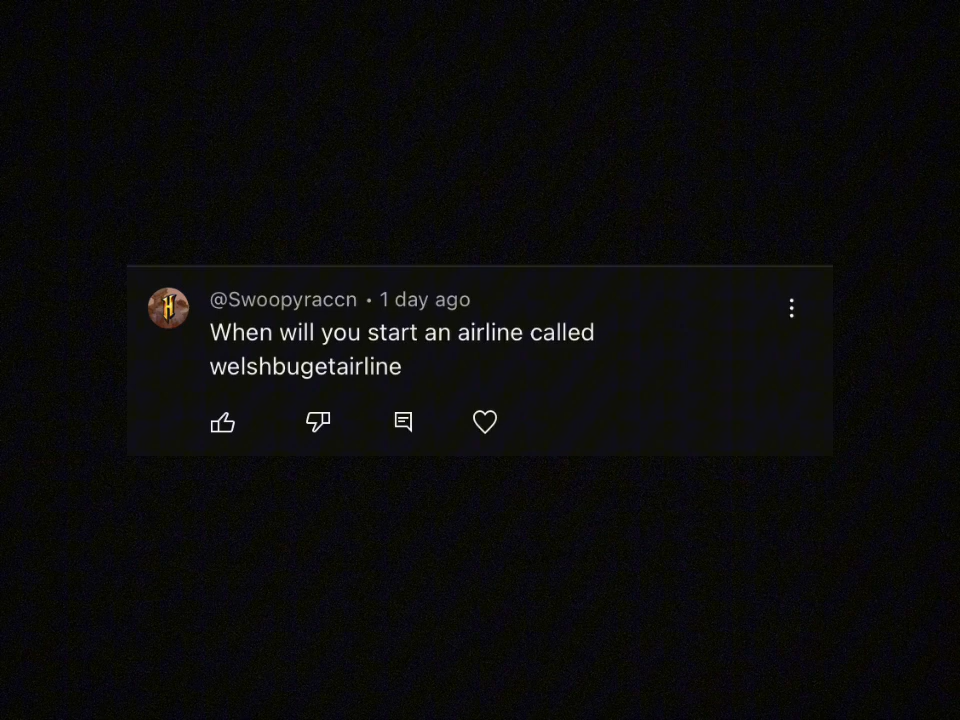 @Swoopyraccn • 1 day ago
When will you start an airline called
welshbugetairline